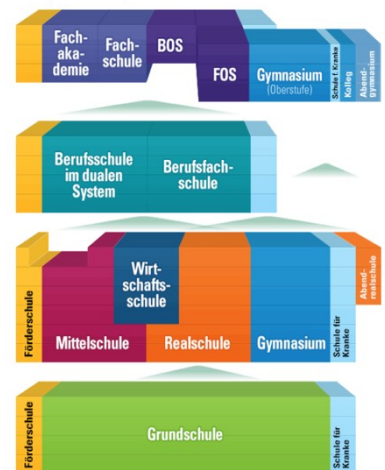 Fach-
aka-
demie
Fach-
schule
BOS
FOS
Gymnasium
(Oberstufe)
Schule f. Kranke
Kolleg
Abend-
gymnasium
Berufsschule
im dualen
System
Berufsfach-
schule
Förderschule
Mittelschule
Wirt-
schafts-
schule
Realschule
Gymnasium
Schule für
Kranke
Abend-
realschule
Förderschule
Grundschule
Schule für
Kranke